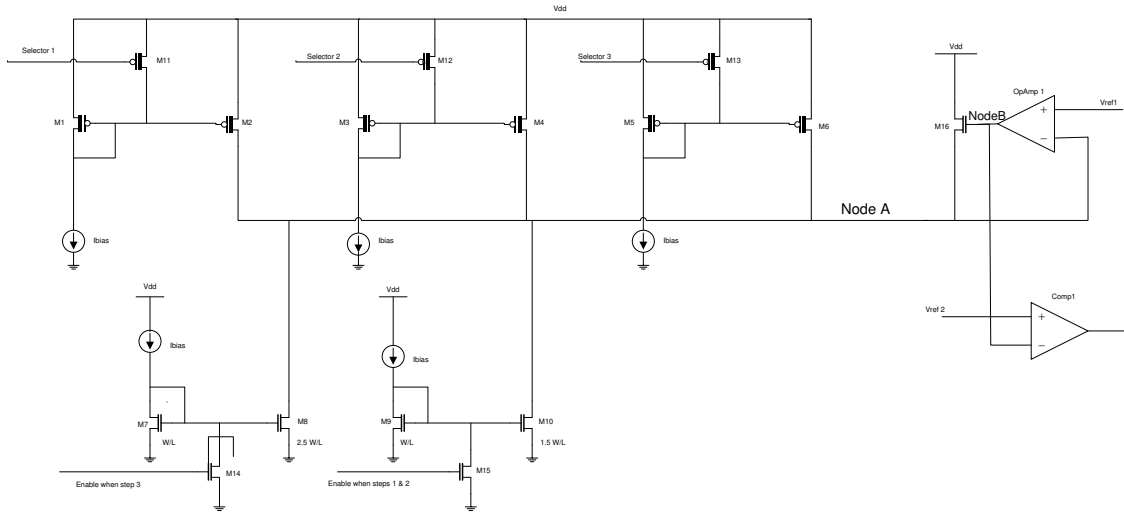 Vdd
Selector 1
M11
Selector 2
M12
Selector 3
M13
Vdd
OpAmp 1
Vref1
M1
M2
M3
M4
M5
M6
M16
NodeB
+
−
Node A
Ibias
Ibias
Ibias
Vdd
Vdd
Comp1
Vref 2
+
−
Ibias
Ibias
M7
M8
M9
M10
W/L
2.5 W/L
W/L
1.5 W/L
M14
M15
Enable when step 3
Enable when steps 1 & 2